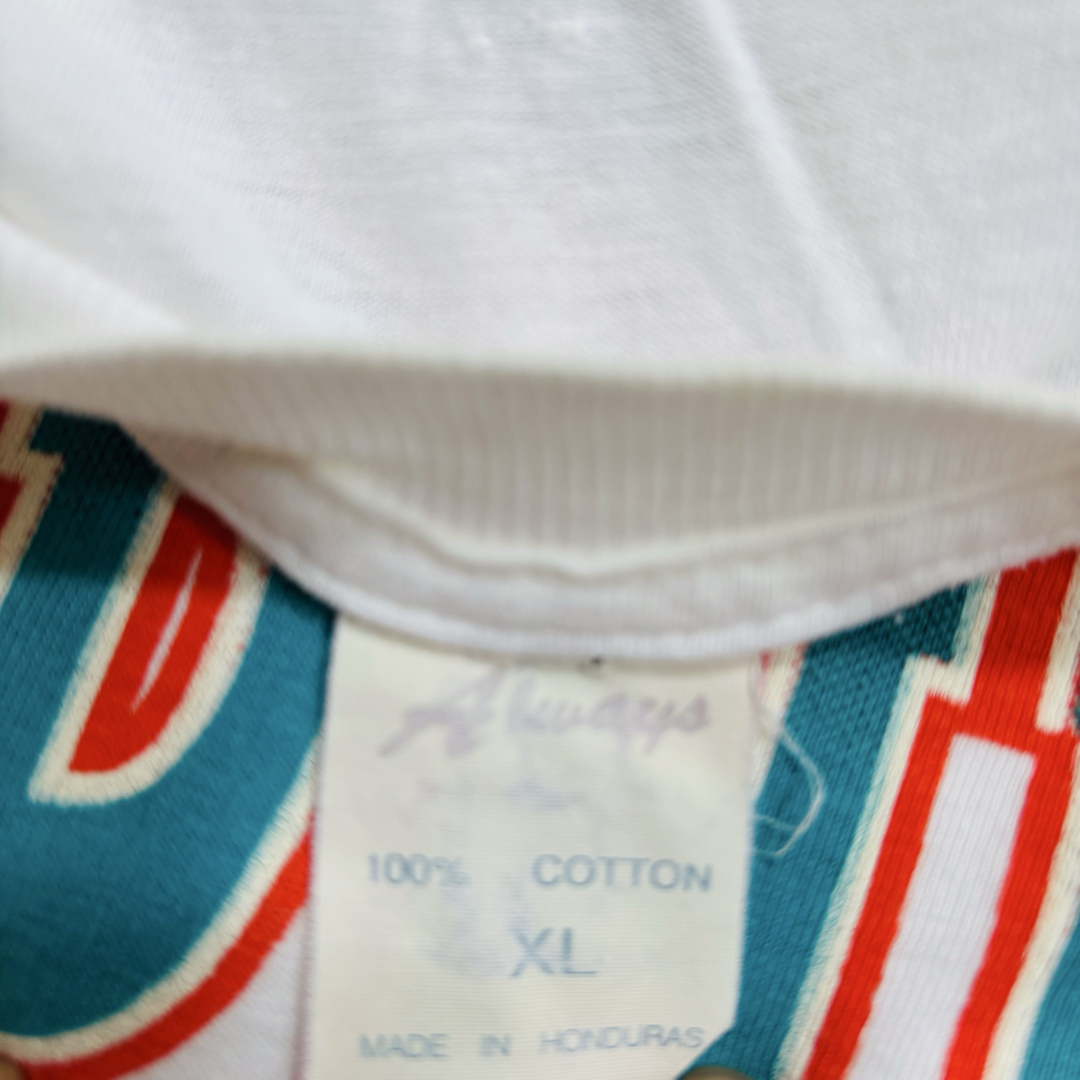 Always
100% COTTON
XL
MADE IN HONDURAS